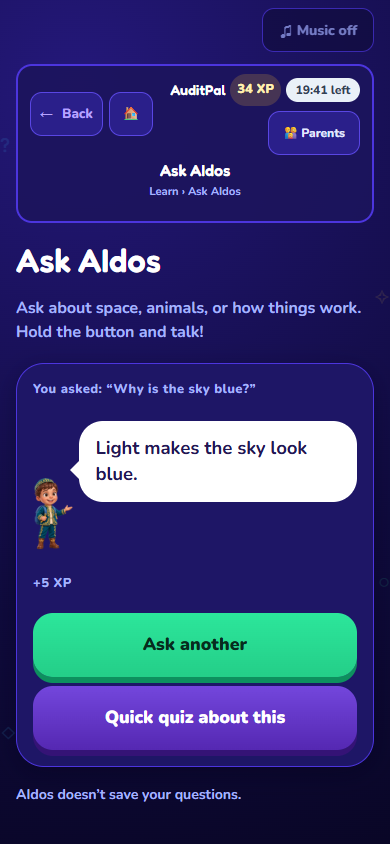 ♫ Music off
← Back
AuditPal
34 XP
19:41 left
Parents
Ask Aldos
Learn › Ask Aldos
Ask Aldos
Ask about space, animals, or how things work.
Hold the button and talk!
You asked: “Why is the sky blue?”
Light makes the sky look
blue.
+5 XP
Ask another
Quick quiz about this
Aldos doesn’t save your questions.